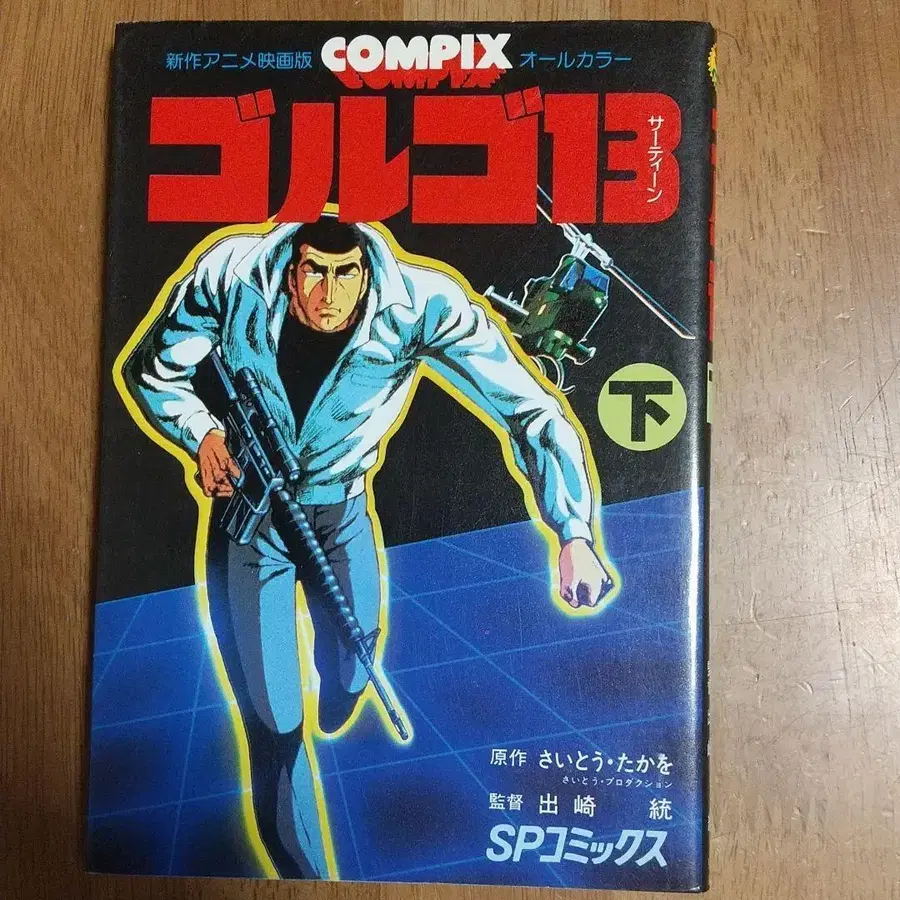 新作アニメ映画版 COMPIX オールカラー
ゴルゴ13
サーティーン
下
原作 さいとう・たかを
さいとう・プロダクション
監督 出崎 統
SPコミックス